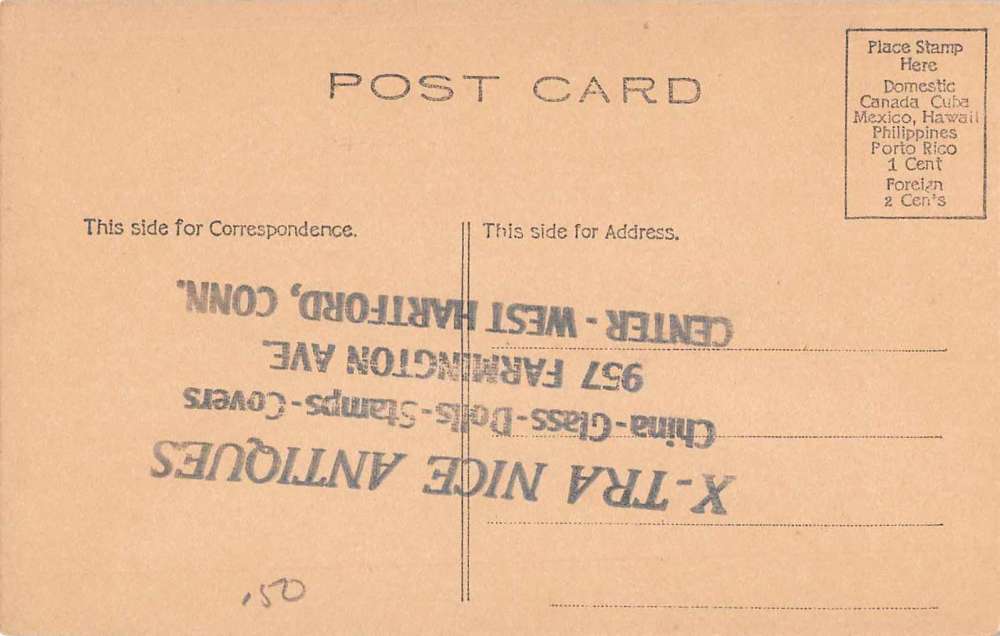 POST CARD
Place Stamp
Here
Domestic
Canada Cuba
Mexico, Hawaii
Philippines
Porto Rico
1 Cent
Foreign
2 Cents
This side for Correspondence.
This side for Address.
X-TRA NICE ANTIQUES
China-Glass-Dolls-Stamps-Covers
957 FARMINGTON AVE.
CENTER - WEST HARTFORD, CONN.
.50